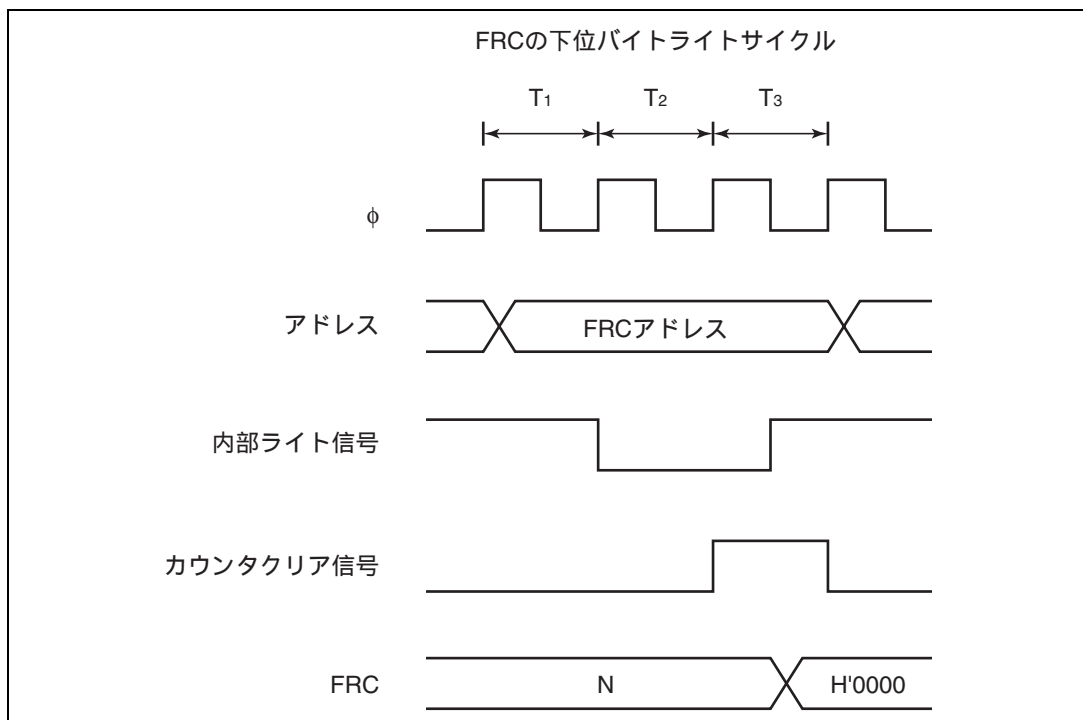 FRCの下位バイトライトサイクル
T1 T2 T3
φ
アドレス FRCアドレス
内部ライト信号
カウンタクリア信号
FRC N H'0000